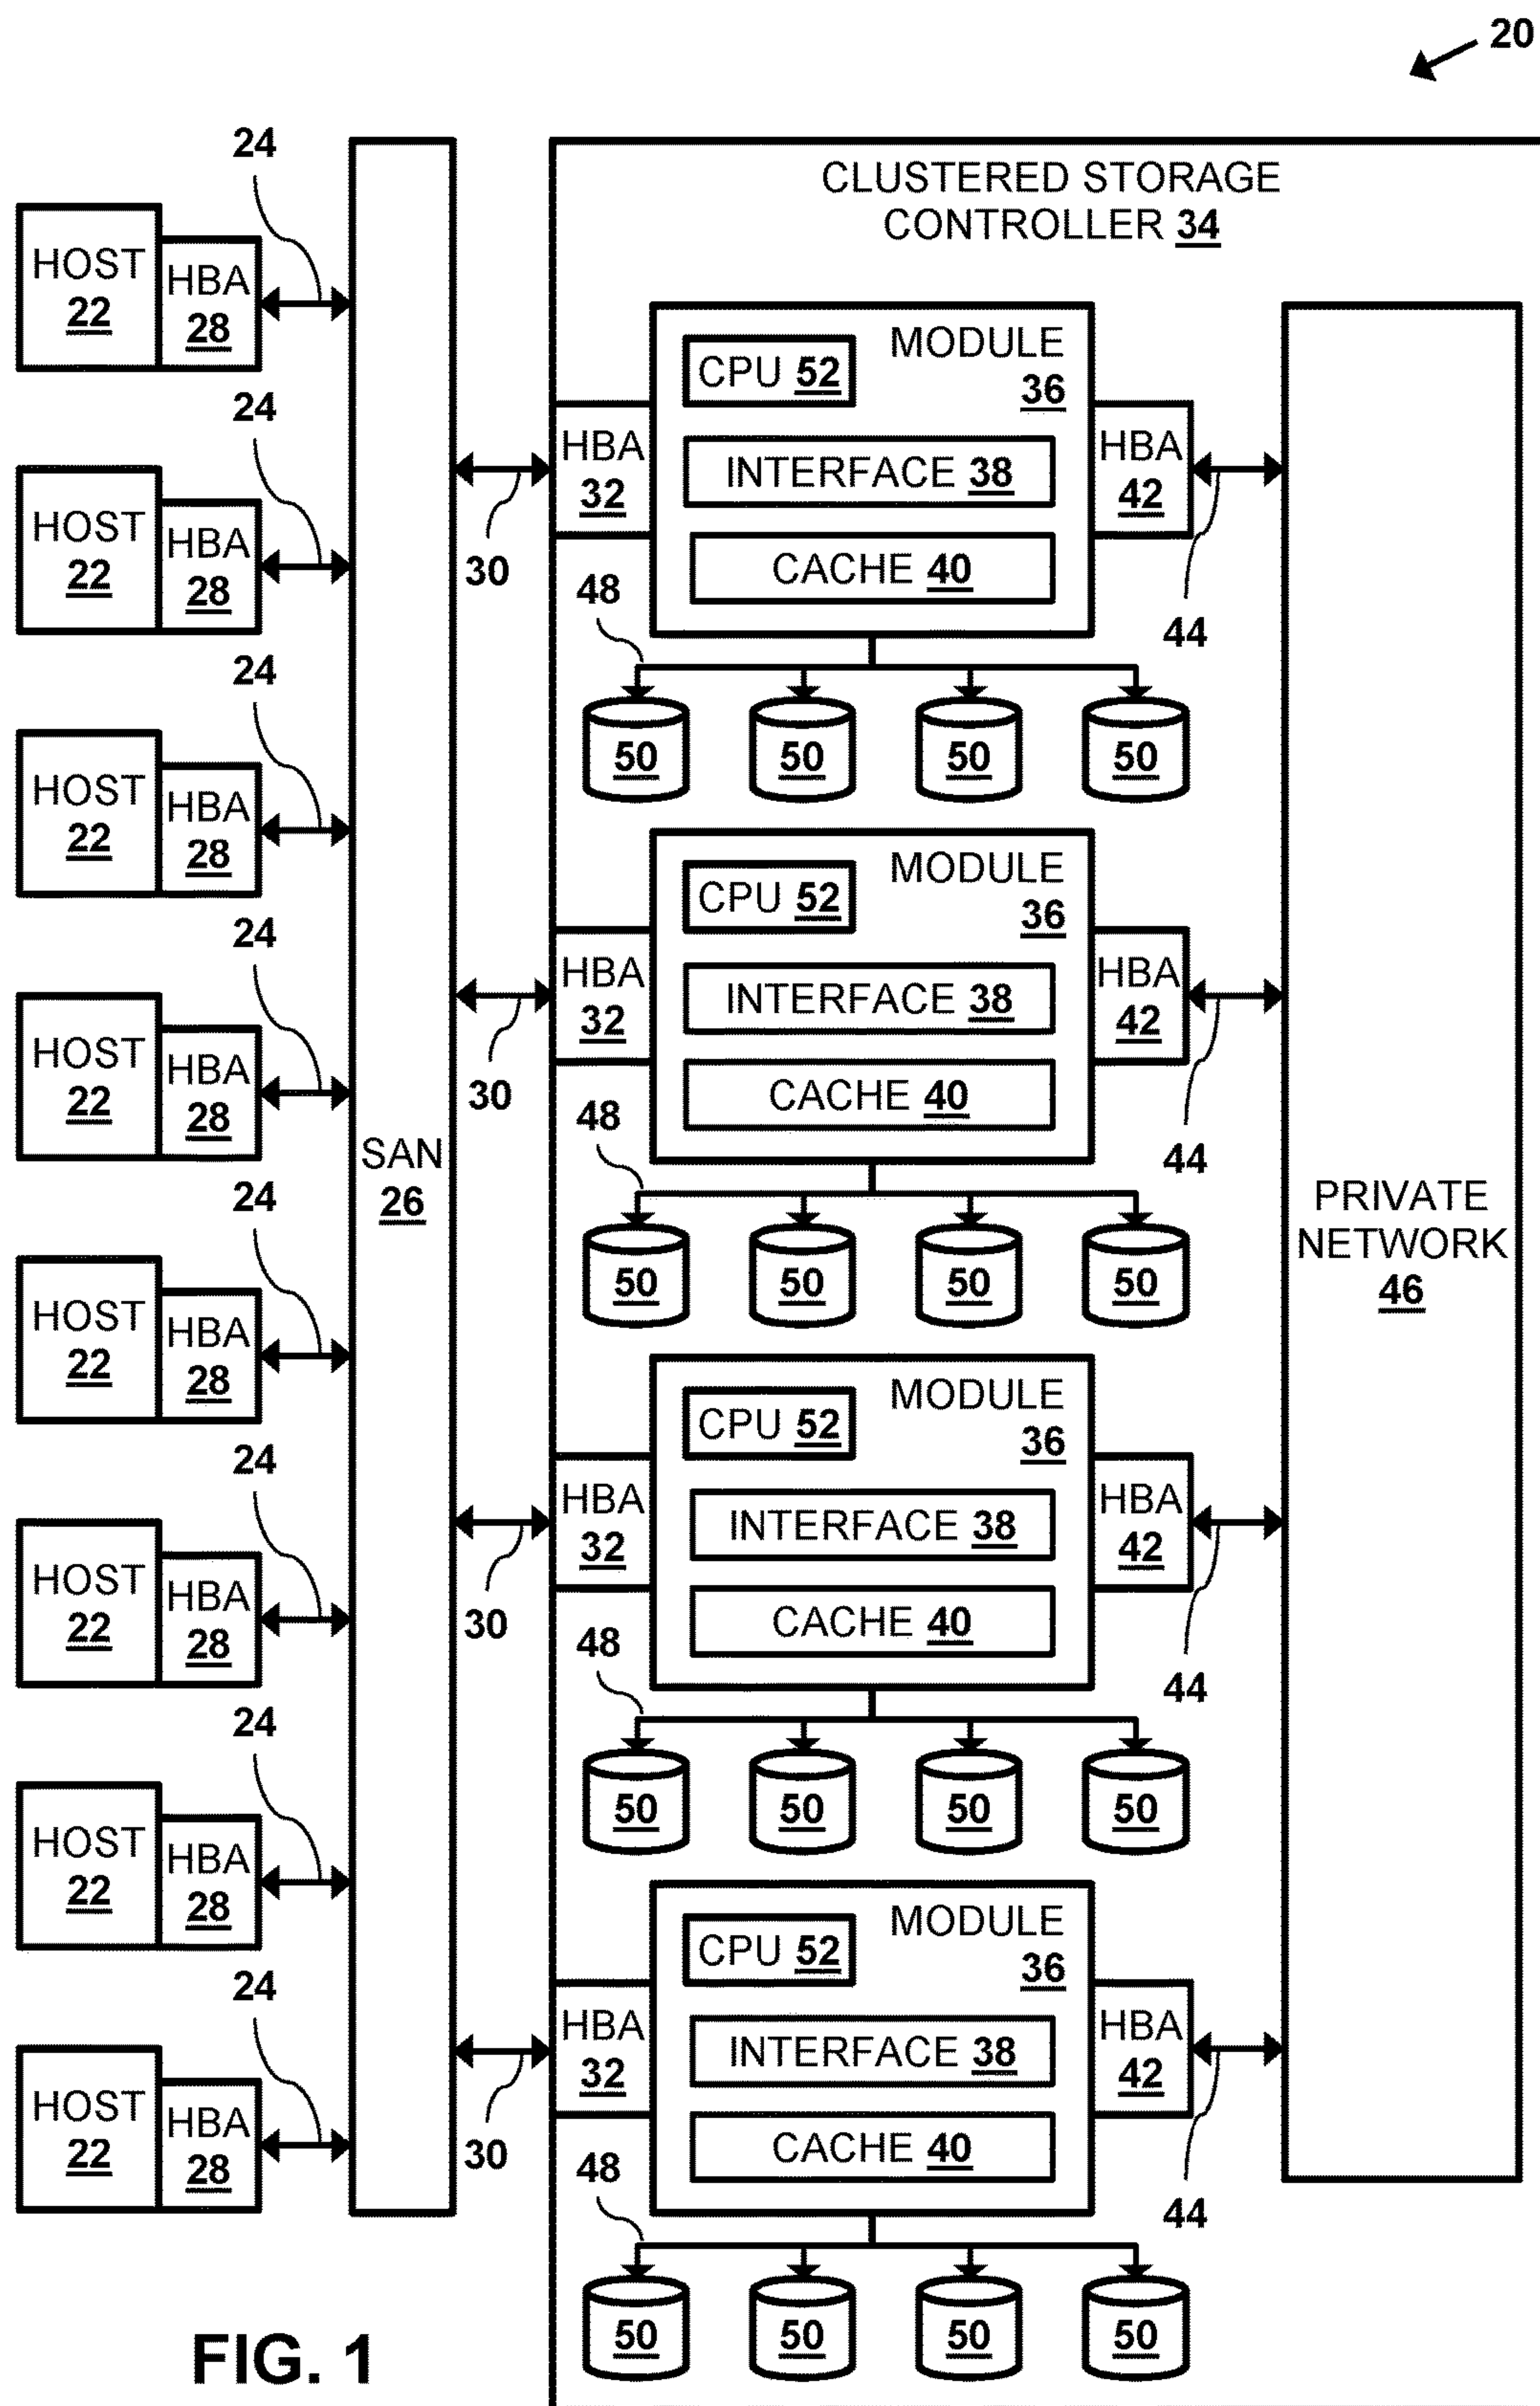 20
CLUSTERED STORAGE
CONTROLLER 34
24
HOST
22
HBA
28
24
HOST
22
HBA
28
24
HOST
22
HBA
28
24
HOST
22
HBA
28
24
HOST
22
HBA
28
24
HOST
22
HBA
28
24
HOST
22
HBA
28
24
HOST
22
HBA
28
SAN
26
30
HBA
32
CPU 52
MODULE
36
INTERFACE 38
CACHE 40
HBA
42
44
48
50 50 50 50
30
HBA
32
CPU 52
MODULE
36
INTERFACE 38
CACHE 40
HBA
42
44
48
50 50 50 50
30
HBA
32
CPU 52
MODULE
36
INTERFACE 38
CACHE 40
HBA
42
44
48
50 50 50 50
30
HBA
32
CPU 52
MODULE
36
INTERFACE 38
CACHE 40
HBA
42
44
48
50 50 50 50
PRIVATE
NETWORK
46
FIG. 1